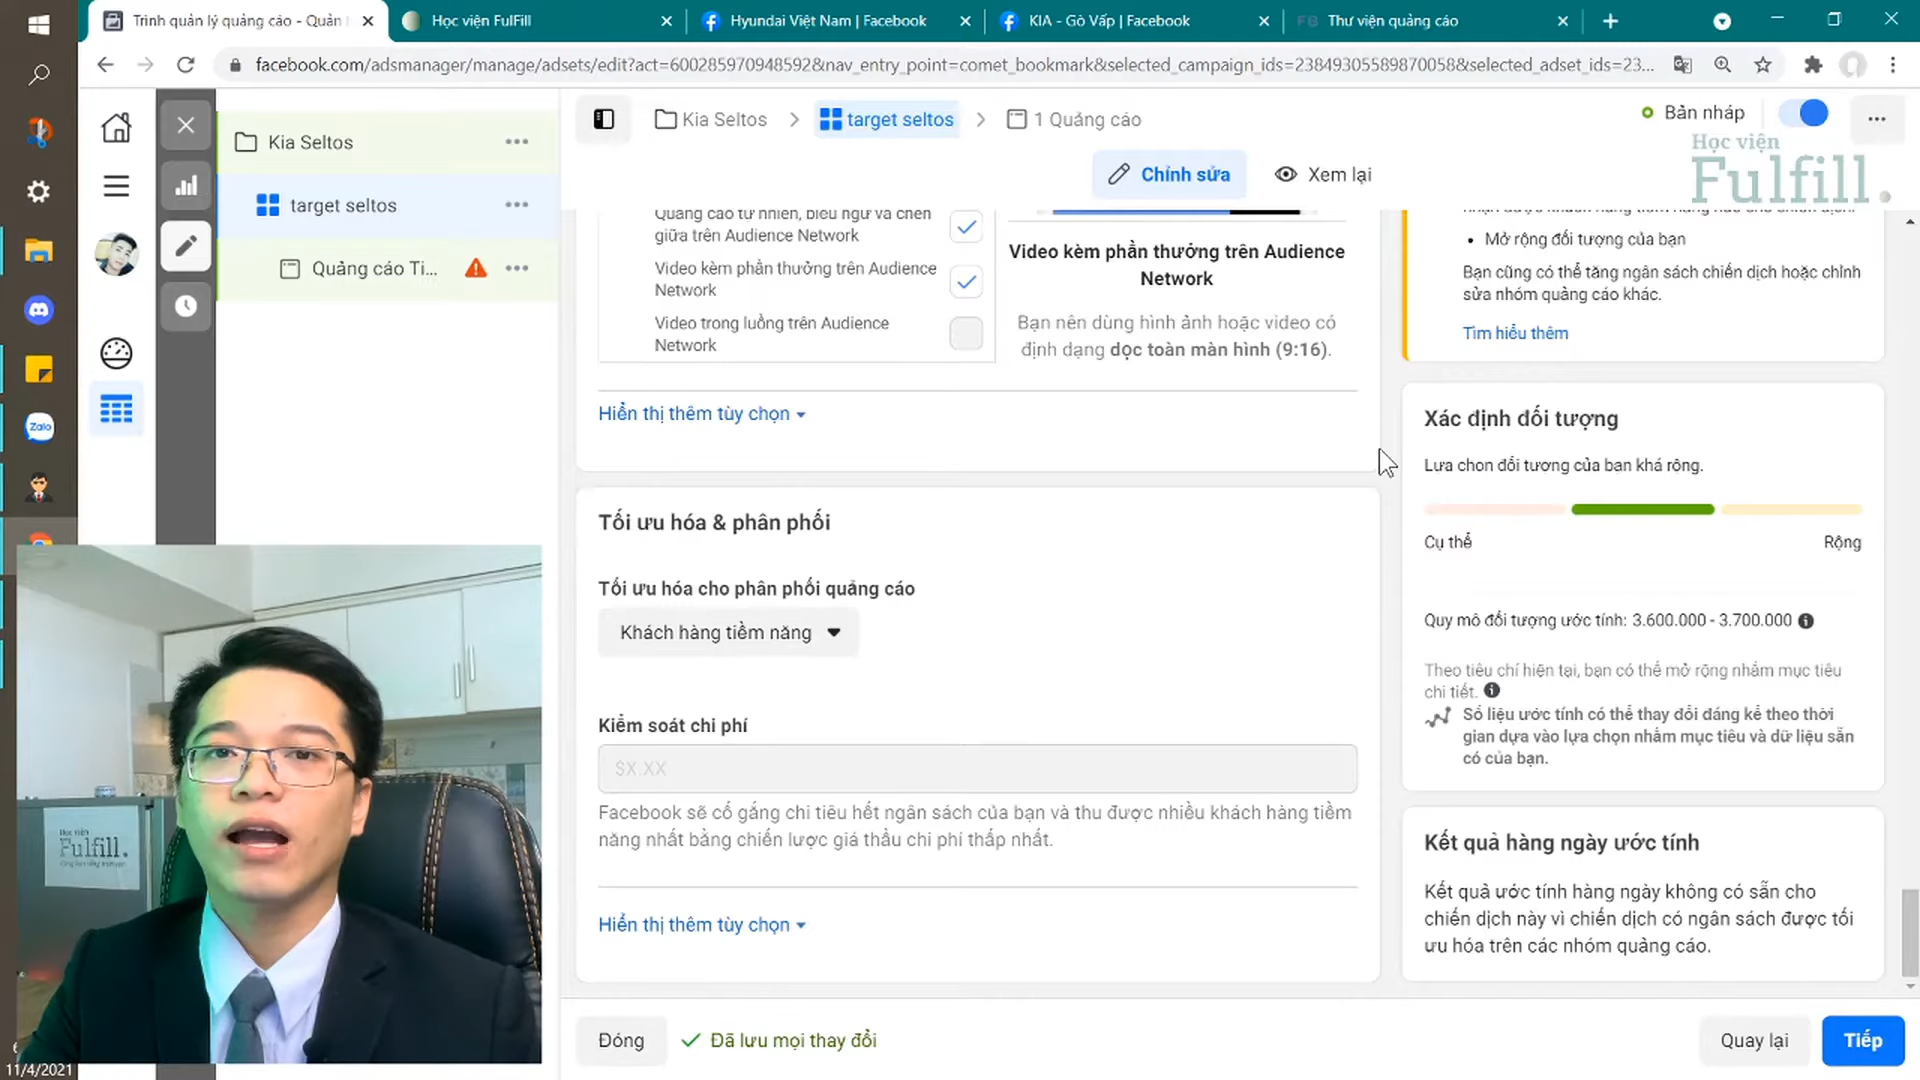 Trình quản lý quảng cáo - Quản
Học viện FulFill
Hyundai Việt Nam | Facebook
KIA - Gò Vấp | Facebook
Thư viện quảng cáo
facebook.com/adsmanager/manage/adsets/edit?act=600285970948592&nav_entry_point=comet_bookmark&selected_campaign_ids=23849305589870058&selected_adset_ids=23...
Kia Seltos
target seltos
Quảng cáo Ti...
Kia Seltos
target seltos
1 Quảng cáo
Bản nháp
Chỉnh sửa
Xem lại
Học viện
Fulfill.
Quảng cáo tự nhiên, biểu ngữ và chèn
giữa trên Audience Network
Video kèm phần thưởng trên Audience
Network
Video trong luồng trên Audience
Network
Video kèm phần thưởng trên Audience
Network
Bạn nên dùng hình ảnh hoặc video có
định dạng dọc toàn màn hình (9:16).
Hiển thị thêm tùy chọn
Mở rộng đối tượng của bạn
Bạn cũng có thể tăng ngân sách chiến dịch hoặc chỉnh
sửa nhóm quảng cáo khác.
Tìm hiểu thêm
Tối ưu hóa & phân phối
Tối ưu hóa cho phân phối quảng cáo
Khách hàng tiềm năng
Kiểm soát chi phí
$X.XX
Facebook sẽ cố gắng chi tiêu hết ngân sách của bạn và thu được nhiều khách hàng tiềm
năng nhất bằng chiến lược giá thầu chi phí thấp nhất.
Hiển thị thêm tùy chọn
Xác định đối tượng
Lựa chọn đối tượng của bạn khá rộng.
Cụ thể
Rộng
Quy mô đối tượng ước tính: 3.600.000 - 3.700.000
Theo tiêu chí hiện tại, bạn có thể mở rộng nhắm mục tiêu
chi tiết.
Số liệu ước tính có thể thay đổi đáng kể theo thời
gian dựa vào lựa chọn nhắm mục tiêu và dữ liệu sẵn
có của bạn.
Kết quả hàng ngày ước tính
Kết quả ước tính hàng ngày không có sẵn cho
chiến dịch này vì chiến dịch có ngân sách được tối
ưu hóa trên các nhóm quảng cáo.
Đóng
Đã lưu mọi thay đổi
Quay lại
Tiếp
Zalo
Học viện
Fulfill.
11/4/2021